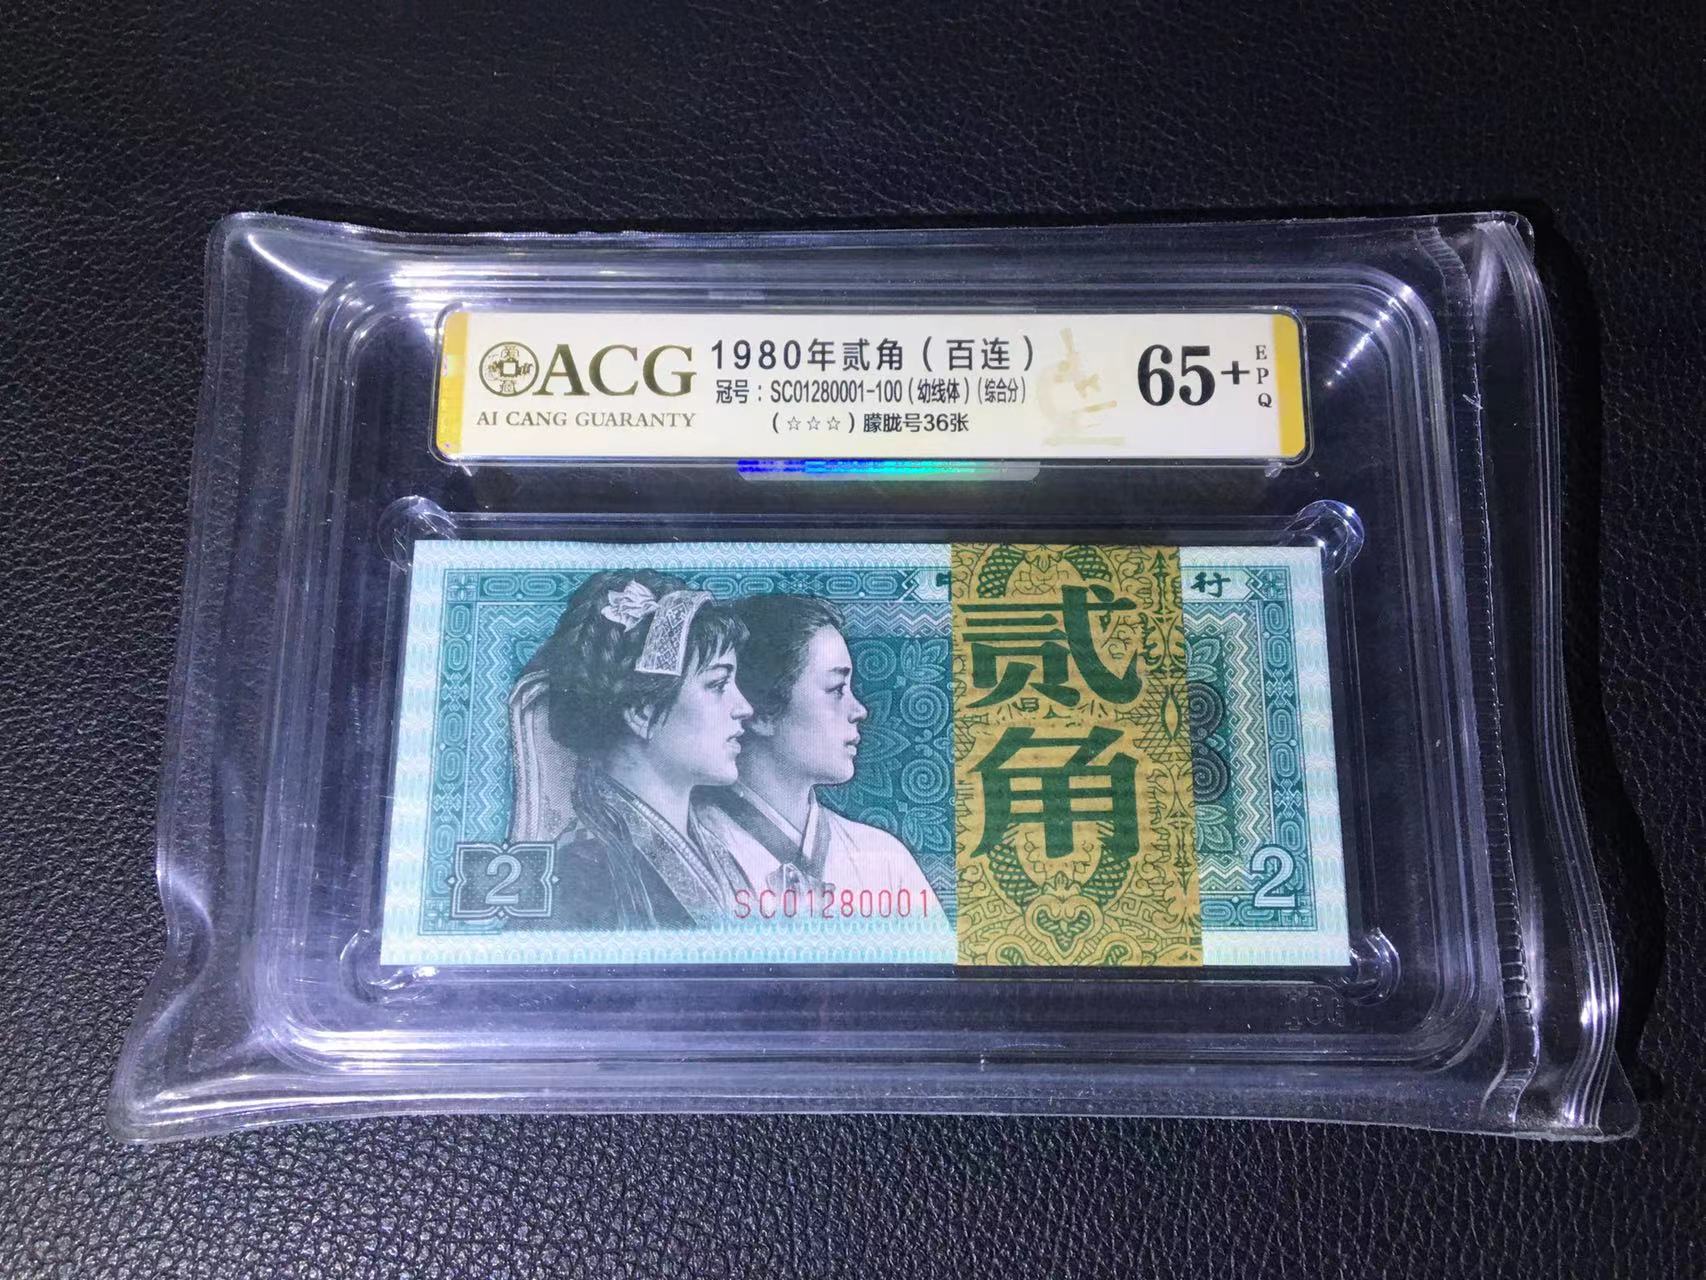 ACG
AI CANG GUARANTY
1980年贰角（百连）
冠号：SC01280001-100（幼线体）（综合分）
（☆☆☆）朦胧号36张
65+
EPQ
行
贰角
2
SC01280001
2